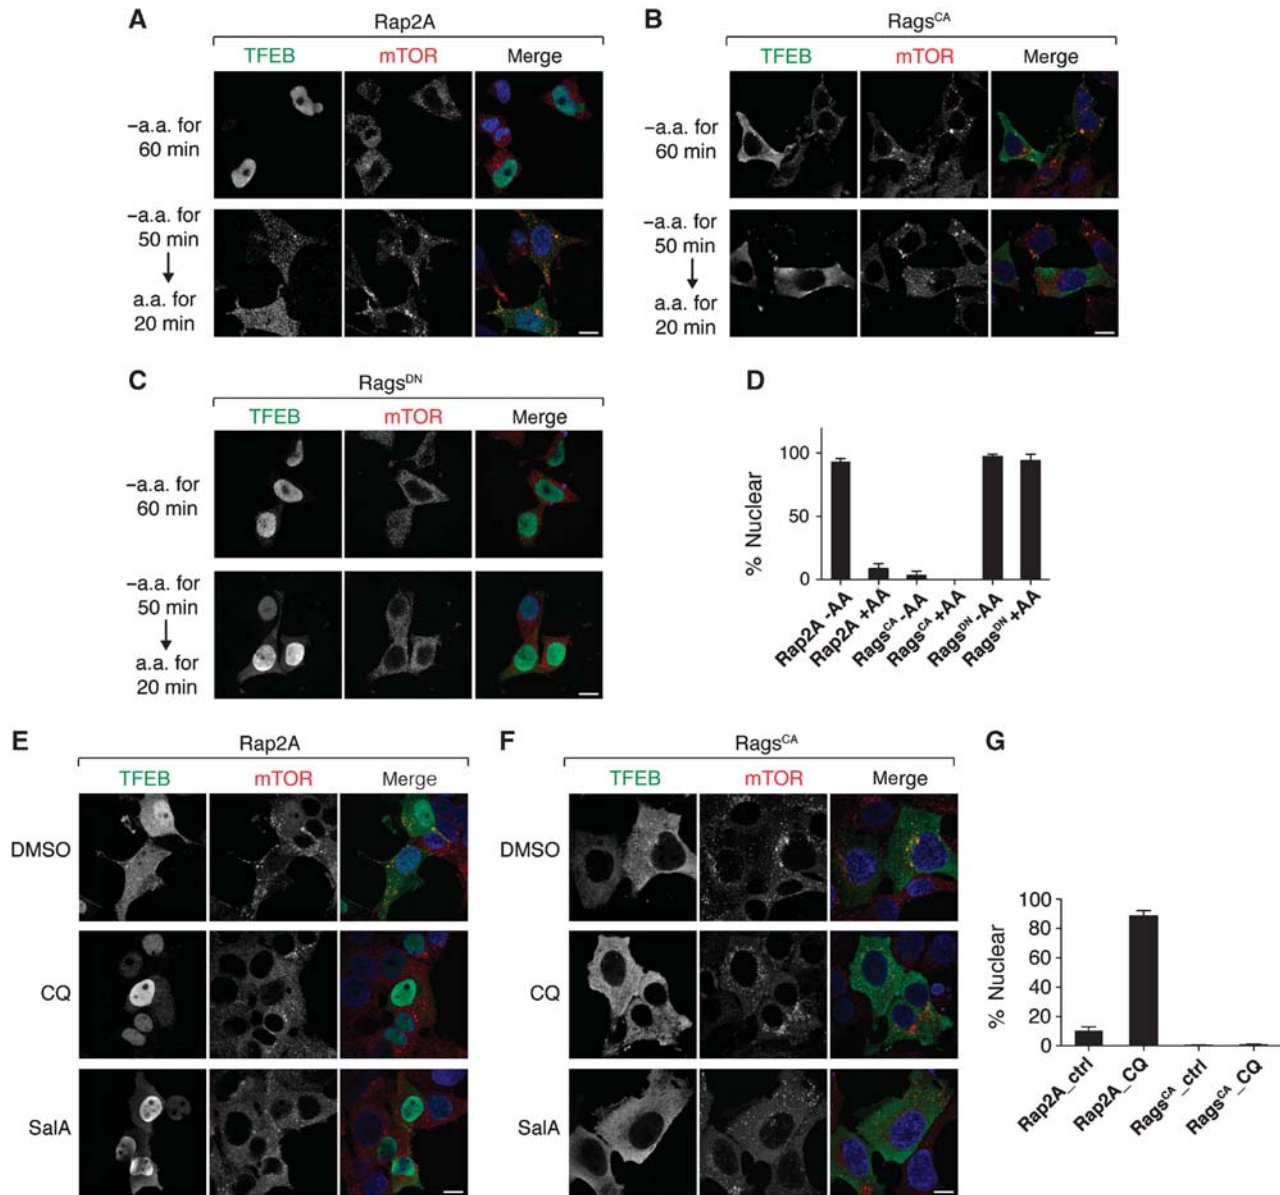 A
Rap2A
TFEB mTOR Merge
–a.a. for
60 min
–a.a. for
50 min
a.a. for
20 min
B
Rags^CA
TFEB mTOR Merge
–a.a. for
60 min
–a.a. for
50 min
a.a. for
20 min
C
Rags^DN
TFEB mTOR Merge
–a.a. for
60 min
–a.a. for
50 min
a.a. for
20 min
D
% Nuclear
100
50
0
Rap2A -AA
Rap2A +AA
Rags^CA -AA
Rags^CA +AA
Rags^DN -AA
Rags^DN +AA
E
Rap2A
TFEB mTOR Merge
DMSO
CQ
SalA
F
Rags^CA
TFEB mTOR Merge
DMSO
CQ
SalA
G
% Nuclear
100
80
60
40
20
0
Rap2A_ctrl
Rap2A_CQ
Rags^CA_ctrl
Rags^CA_CQ